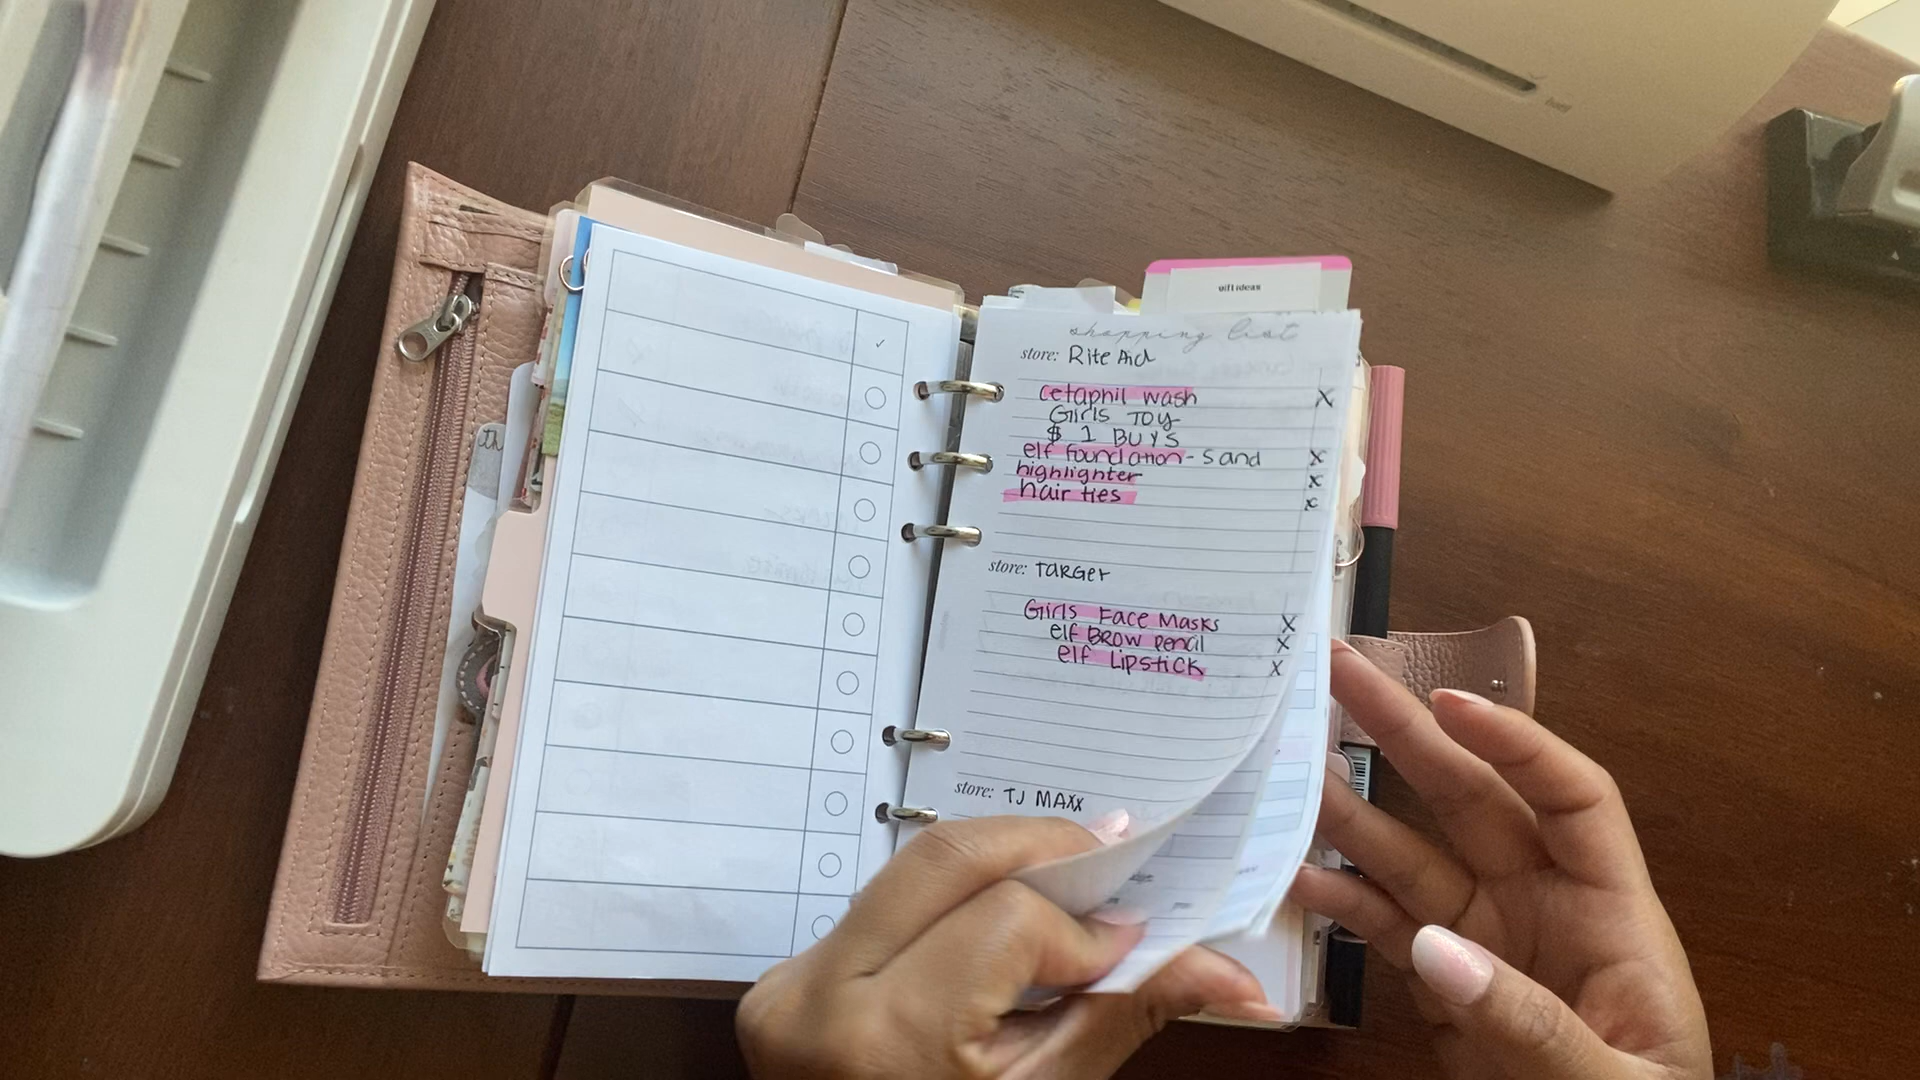 gift ideas
shopping list
store: Rite Aid
cetaphil wash X
Girls TOY
$ 1 BUYS
elf foundation - sand X
highlighter X
hair ties X
store: TARGET
Girls Face Masks X
elf BROW pencil X
elf Lipstick X
store: TJ MAXX
th